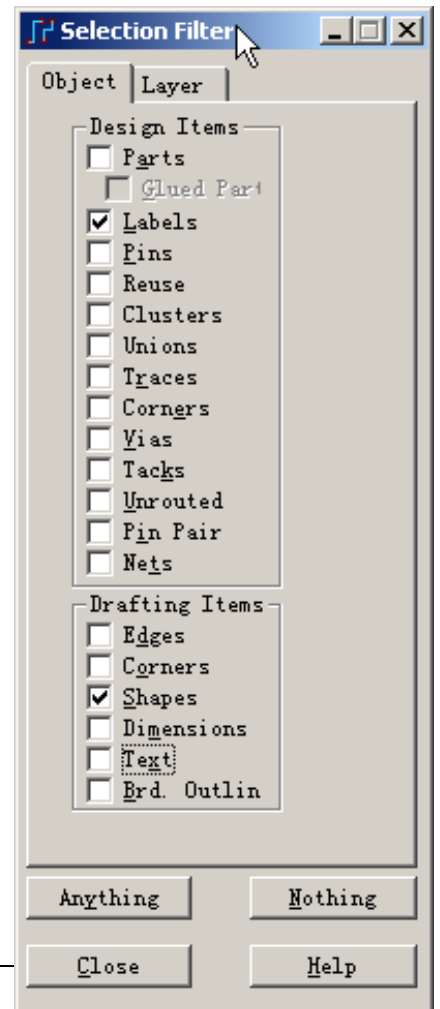 Selection Filter
Object Layer
Design Items
Parts
Glued Part
Labels
Pins
Reuse
Clusters
Unions
Traces
Corners
Vias
Tacks
Unrouted
Pin Pair
Nets
Drafting Items
Edges
Corners
Shapes
Dimensions
Text
Brd. Outlin
Anything Nothing
Close Help